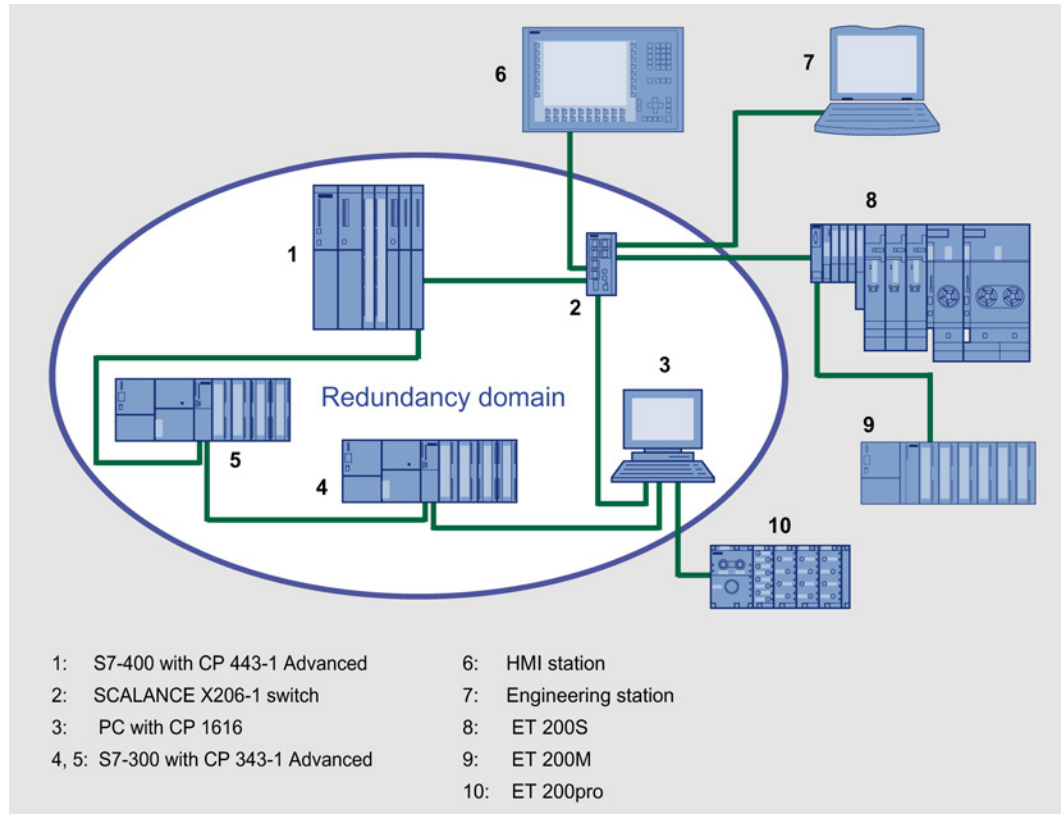 6
7
8
1
2
3
Redundancy domain
5
4
9
10
1: S7-400 with CP 443-1 Advanced
2: SCALANCE X206-1 switch
3: PC with CP 1616
4, 5: S7-300 with CP 343-1 Advanced
6: HMI station
7: Engineering station
8: ET 200S
9: ET 200M
10: ET 200pro